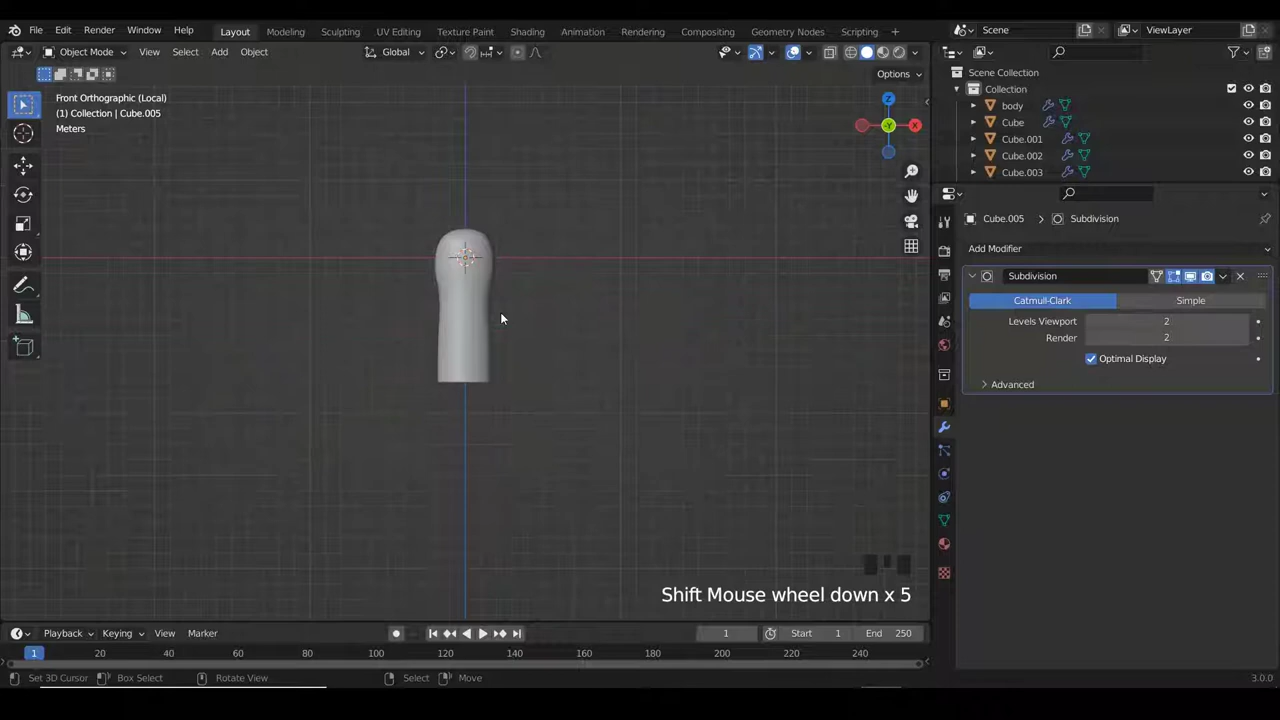 File Edit Render Window Help Layout Modeling Sculpting UV Editing Texture Paint Shading Animation Rendering Compositing Geometry Nodes Scripting Scene ViewLayer
Object Mode View Select Add Object Global
Options
Front Orthographic (Local)
(1) Collection | Cube.005
Meters
Z
-Y
X
Shift Mouse wheel down x 5
Scene Collection
Collection
body
Cube
Cube.001
Cube.002
Cube.003
Cube.005 Subdivision
Add Modifier
Subdivision
Catmull-Clark Simple
Levels Viewport 2
Render 2
Optimal Display
Advanced
Playback Keying View Marker 1 Start 1 End 250
1 20 40 60 80 100 120 140 160 180 200 220 240
Set 3D Cursor Box Select Rotate View Select Move 3.0.0